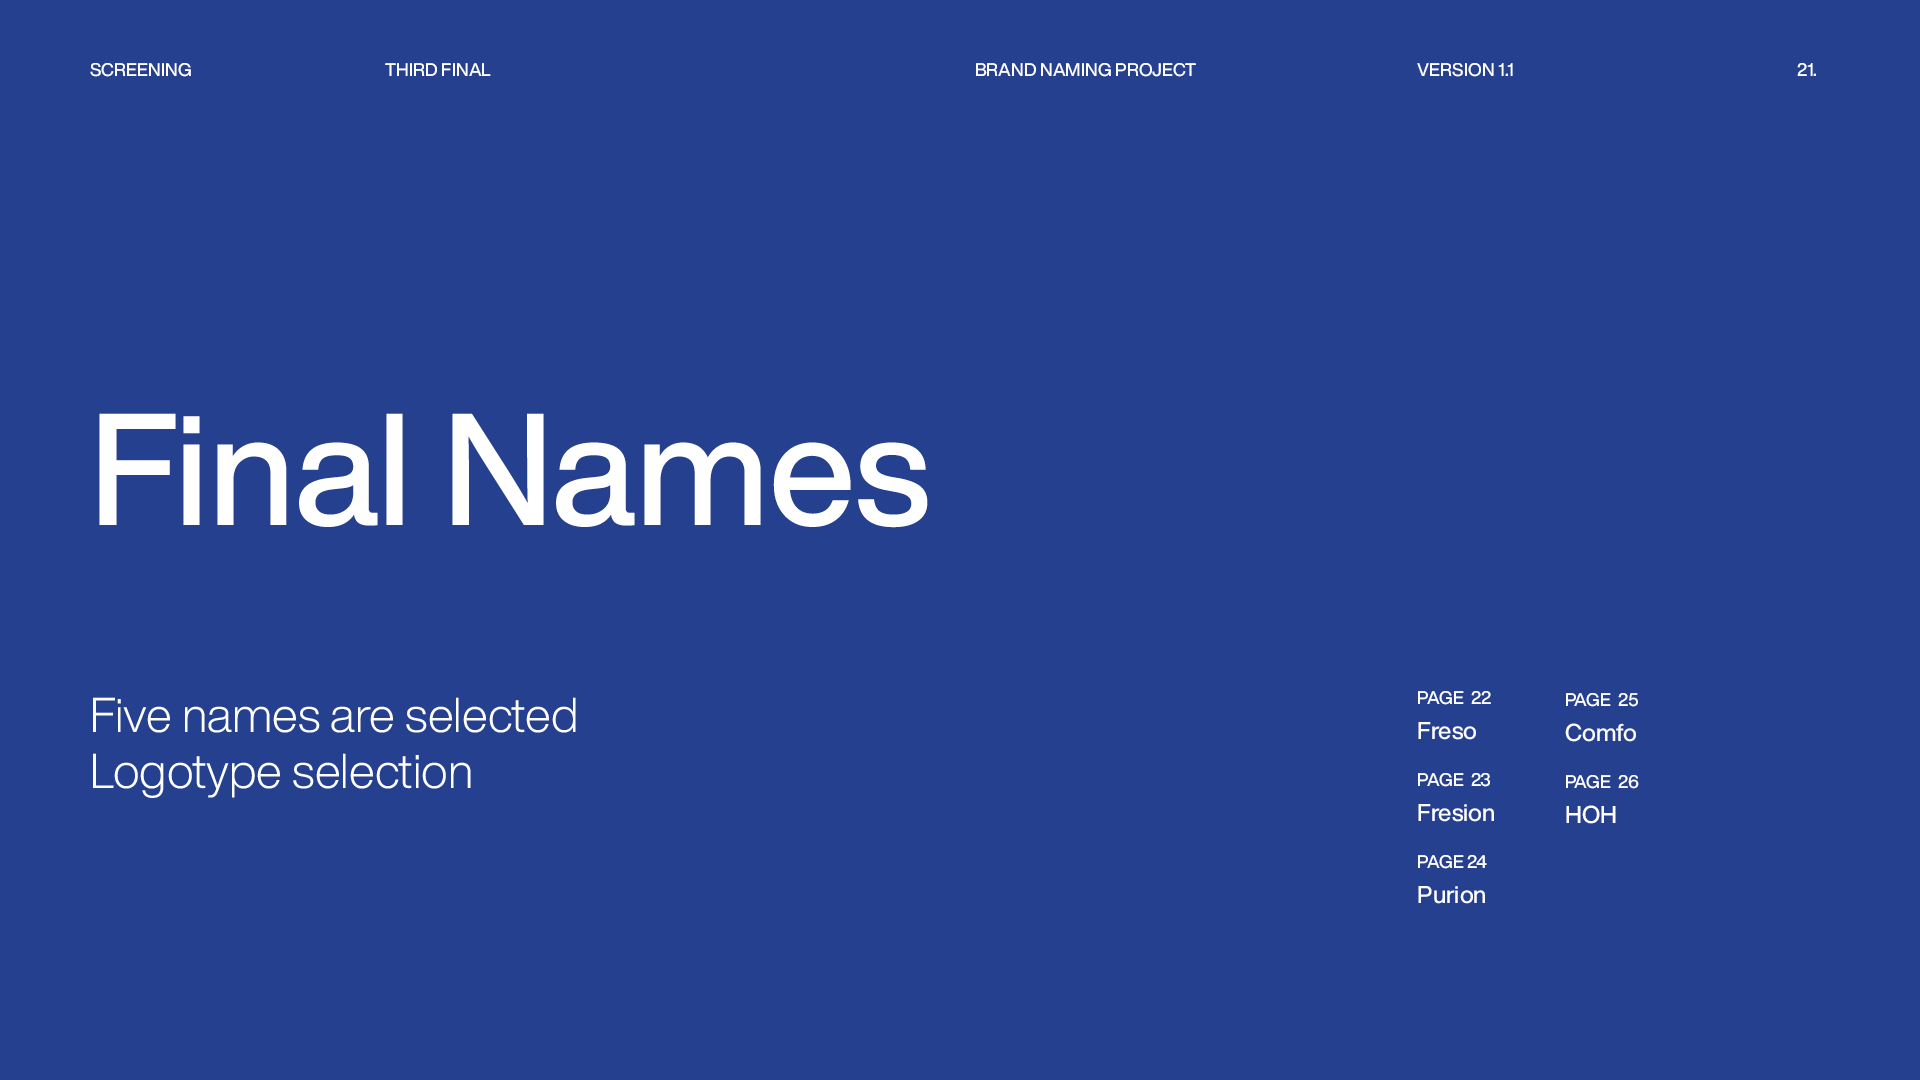 SCREENING
THIRD FINAL
BRAND NAMING PROJECT
VERSION 1.1
21.
Final Names
Five names are selected
Logotype selection
PAGE 22
Freso
PAGE 23
Fresion
PAGE 24
Purion
PAGE 25
Comfo
PAGE 26
HOH